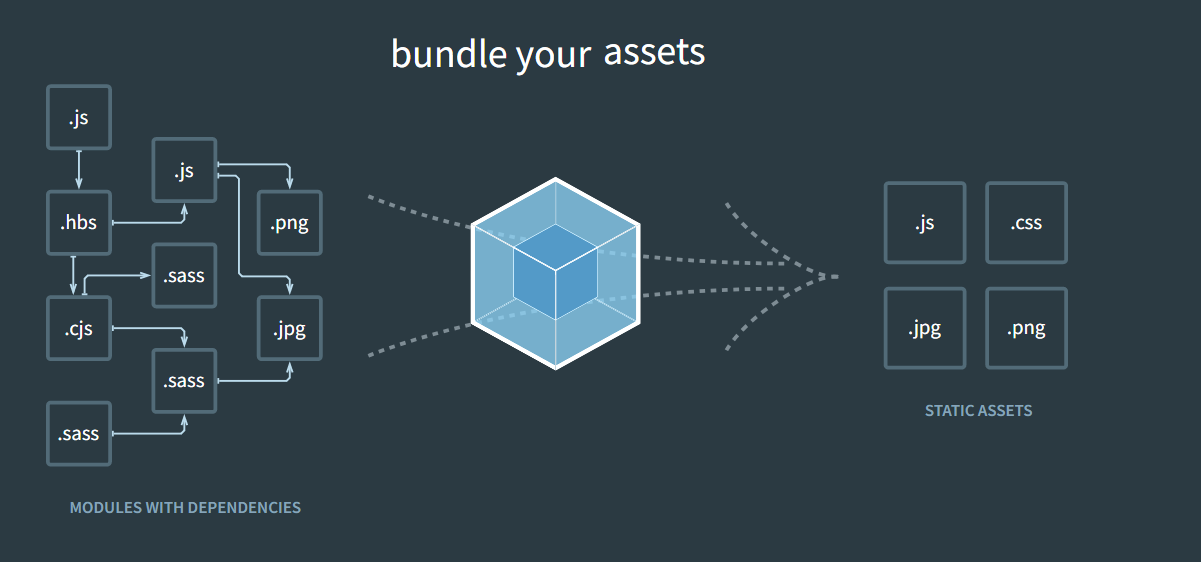 bundle your assets
.js
.js
.hbs
.png
.sass
.cjs
.jpg
.sass
.sass
MODULES WITH DEPENDENCIES
.js
.css
.jpg
.png
STATIC ASSETS